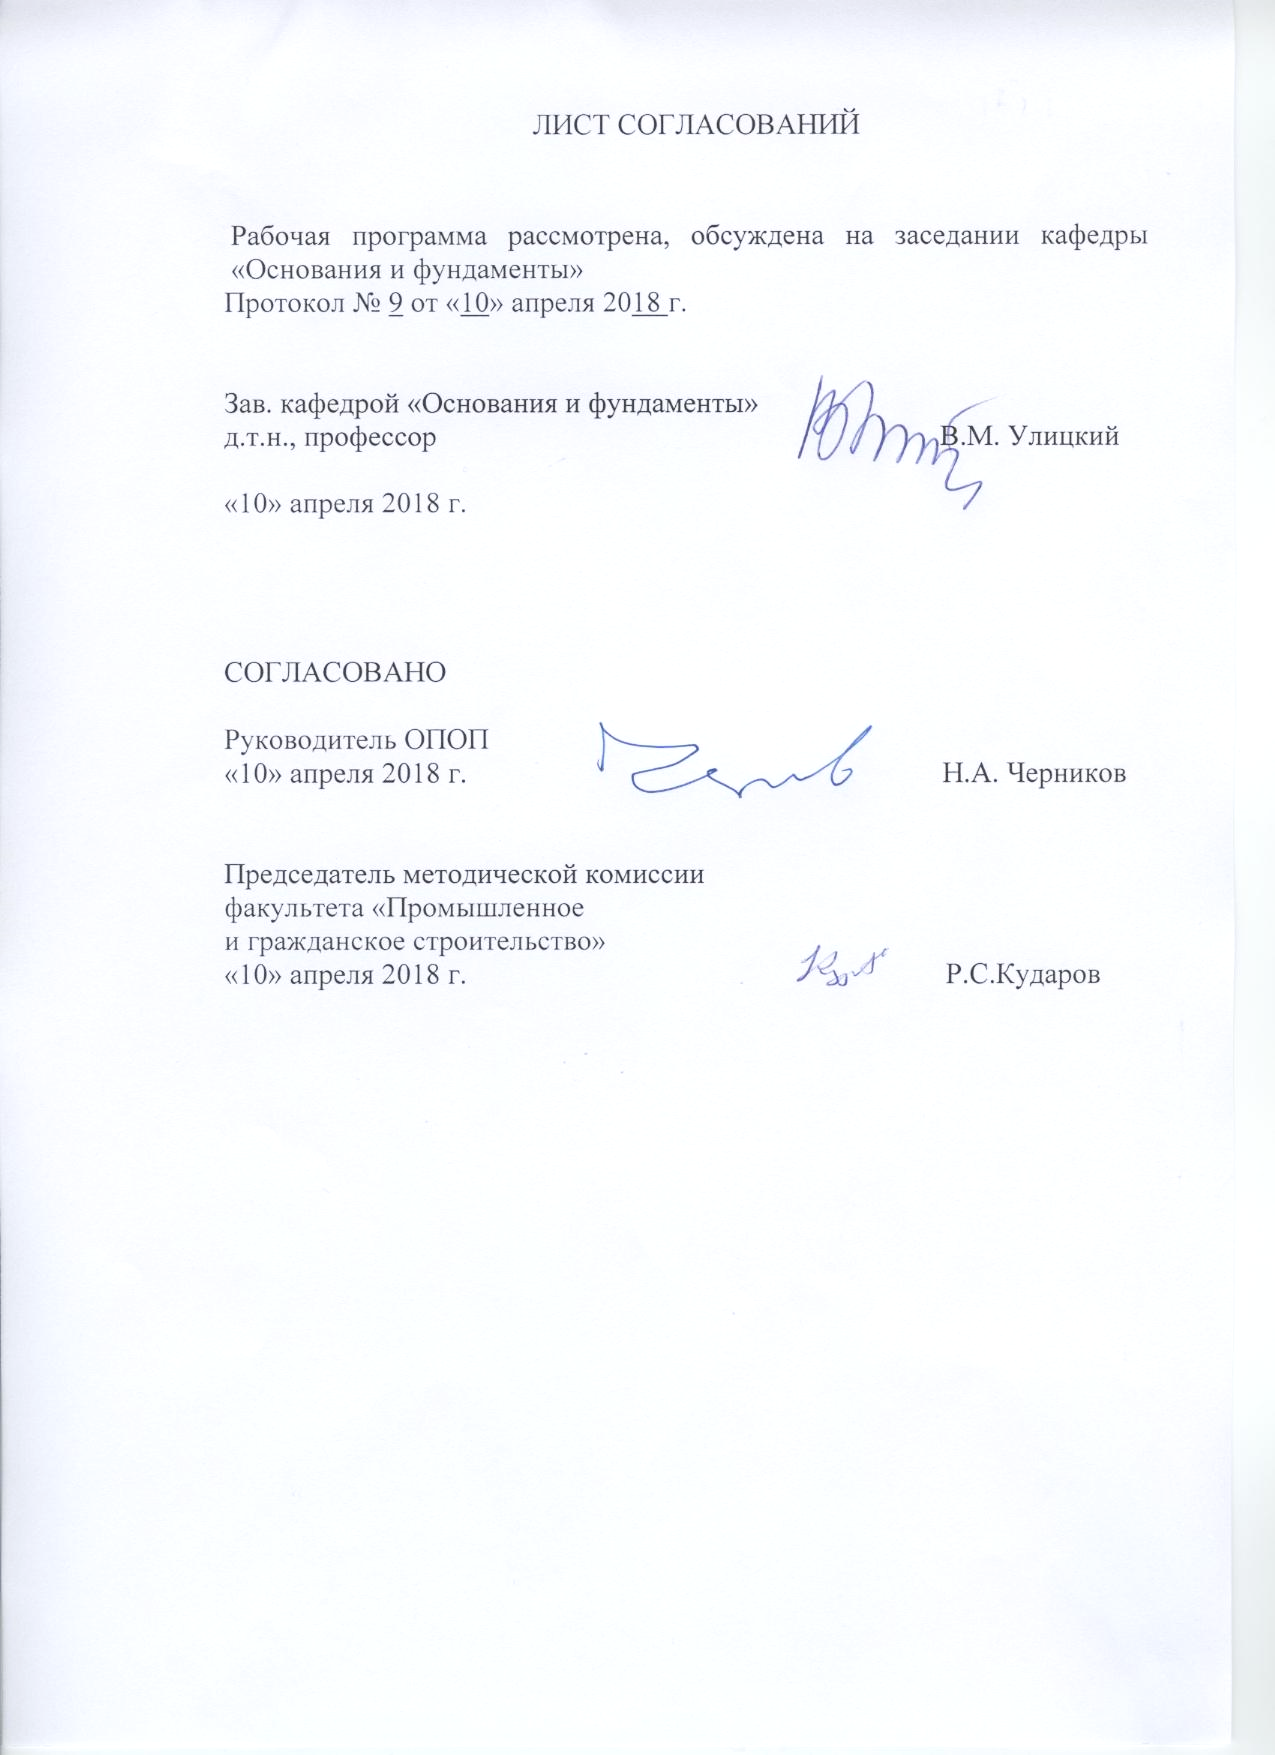 ЛИСТ СОГЛАСОВАНИЙ
Рабочая программа рассмотрена, обсуждена на заседании кафедры
«Основания и фундаменты»
Протокол № 9 от «10» апреля 2018 г.
Зав. кафедрой «Основания и фундаменты»
д.т.н., профессор В.М. Улицкий
«10» апреля 2018 г.
СОГЛАСОВАНО
Руководитель ОПОП
«10» апреля 2018 г. Н.А. Черников
Председатель методической комиссии
факультета «Промышленное
и гражданское строительство»
«10» апреля 2018 г. Р.С.Кударов